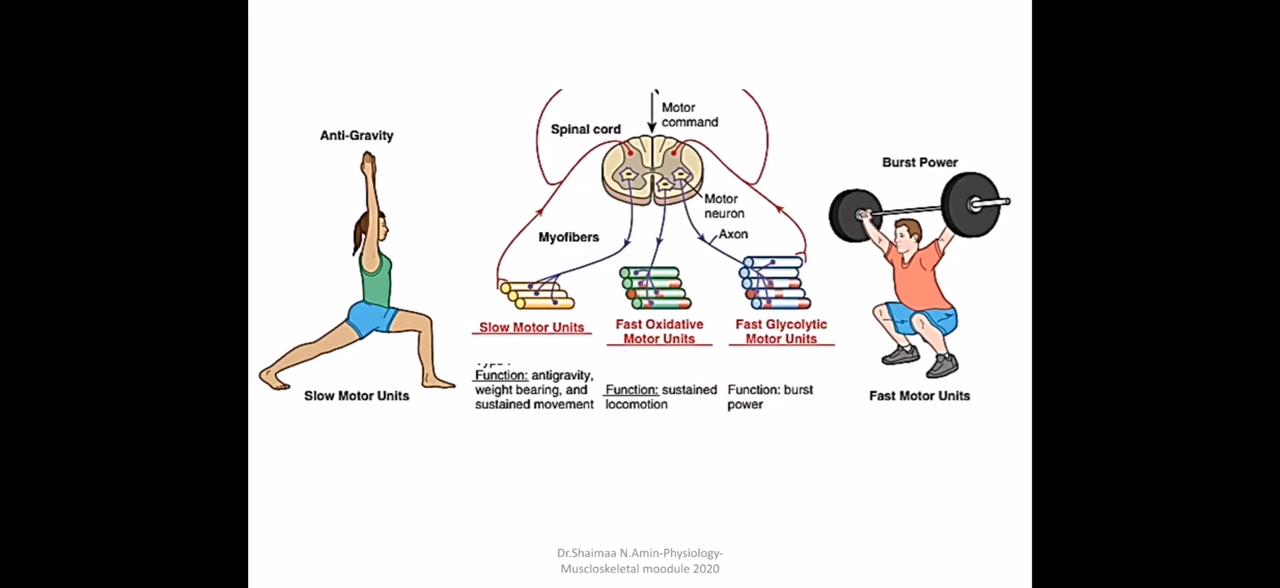 Motor
command
Spinal cord
Anti-Gravity
Burst Power
Motor
neuron
Myofibers
Axon
Slow Motor Units
Fast Oxidative
Motor Units
Fast Glycolytic
Motor Units
Function: antigravity,
weight bearing, and
sustained movement
Function: sustained
locomotion
Function: burst
power
Slow Motor Units
Fast Motor Units
Dr.Shaimaa N.Amin-Physiology-
Muscloskeletal moodule 2020